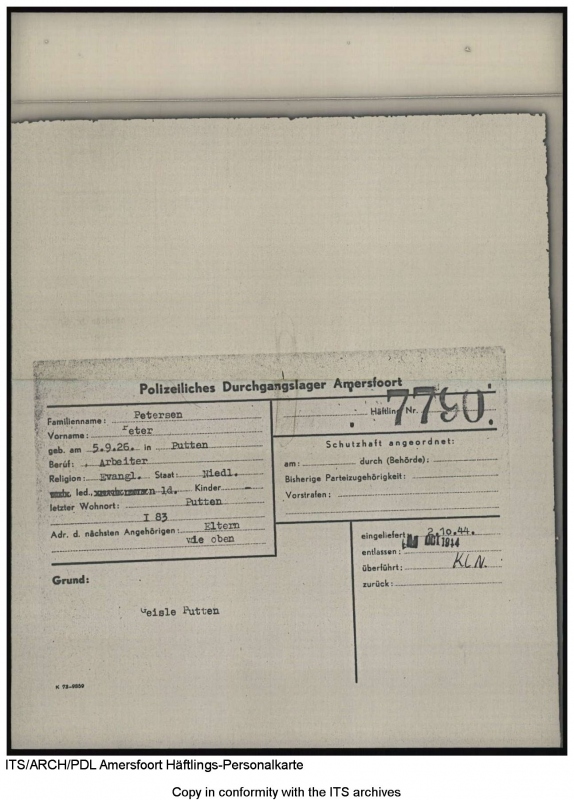 Polizeiliches Durchgangslager Amersfoort
Familienname: Petersen
Vorname: Peter
geb. am 5.9.26. in Putten
Beruf: Arbeiter
Religion: Evangl. Staat: Niedl.
led. Kinder -
letzter Wohnort: Putten
I 83
Adr. d. nächsten Angehörigen: Eltern
wie oben
Häftling Nr. 7790.
Schutzhaft angeordnet:
am: durch (Behörde):
Bisherige Parteizugehörigkeit:
Vorstrafen:
eingeliefert: 2.10.44.
entlassen: OCT 1944
überführt: KLN.
zurück:
Grund:
Geisle Putten
K 72-9859
ITS/ARCH/PDL Amersfoort Häftlings-Personalkarte
Copy in conformity with the ITS archives